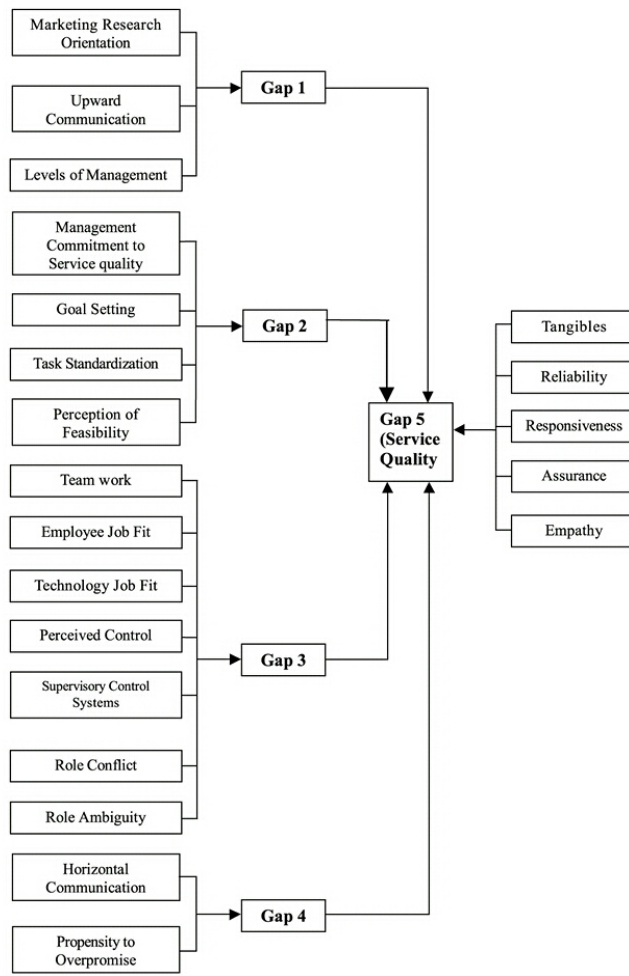 Marketing Research
Orientation
Upward
Communication
Levels of Management
Gap 1
Management
Commitment to
Service quality
Goal Setting
Task Standardization
Perception of
Feasibility
Gap 2
Team work
Employee Job Fit
Technology Job Fit
Perceived Control
Supervisory Control
Systems
Role Conflict
Role Ambiguity
Gap 3
Horizontal
Communication
Propensity to
Overpromise
Gap 4
Gap 5
(Service
Quality
Tangibles
Reliability
Responsiveness
Assurance
Empathy